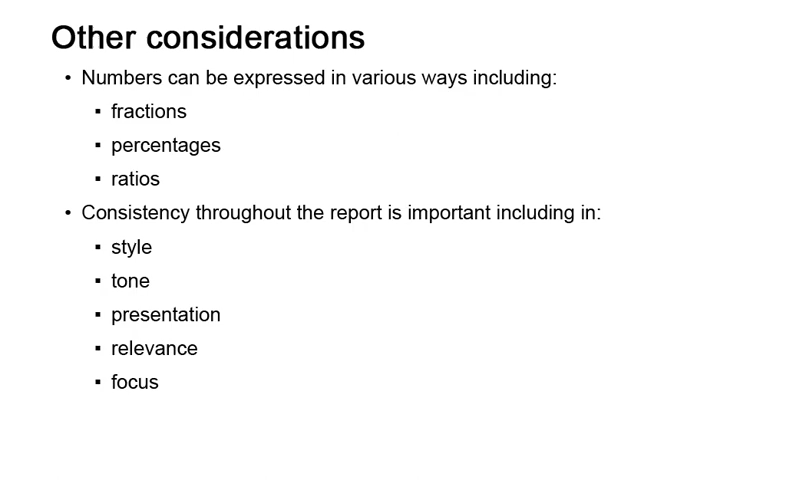 Other considerations
• Numbers can be expressed in various ways including:
▪ fractions
▪ percentages
▪ ratios
• Consistency throughout the report is important including in:
▪ style
▪ tone
▪ presentation
▪ relevance
▪ focus